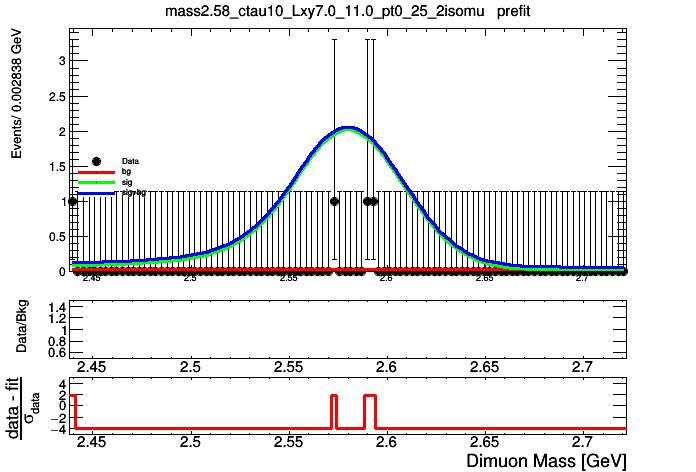 mass2.58_ctau10_Lxy7.0_11.0_pt0_25_2isomu prefit
Events/ 0.002838 GeV
3
2.5
2
1.5
1
0.5
0
Data
bg
sig
sig+bg
2.45 2.5 2.55 2.6 2.65 2.7
Data/Bkg
1.4
1.2
1
0.8
0.6
2.45 2.5 2.55 2.6 2.65 2.7
data - fit
σdata
4
2
0
−2
−4
2.45 2.5 2.55 2.6 2.65 2.7
Dimuon Mass [GeV]